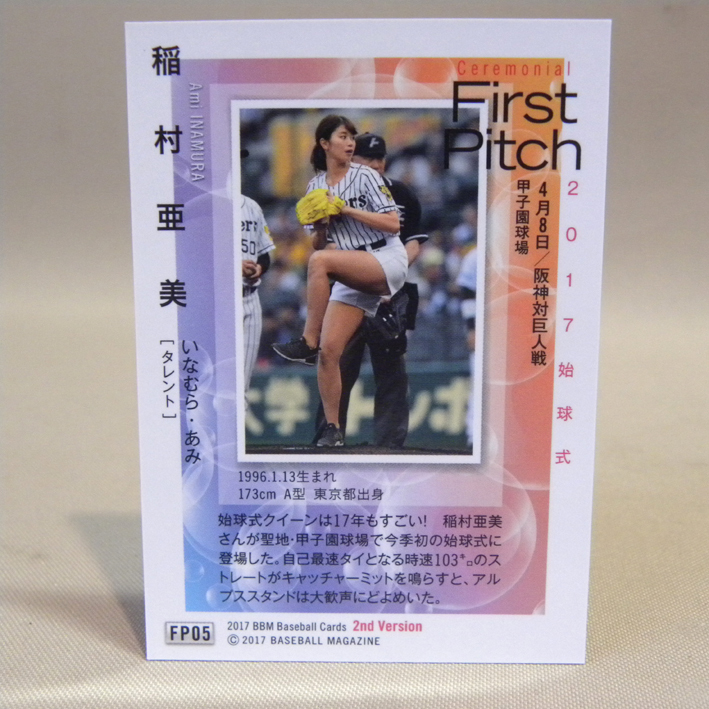 稲村亜美
Ami INAMURA
いなむら・あみ
［タレント］
Ceremonial
First
Pitch
2017始球式
4月8日／阪神対巨人戦
甲子園球場
ers
ers
50
大学
トンボ
1996.1.13生まれ
173cm A型 東京都出身
始球式クイーンは17年もすごい! 稲村亜美
さんが聖地・甲子園球場で今季初の始球式に
登場した。自己最速タイとなる時速103㌔のス
トレートがキャッチャーミットを鳴らすと、アル
プススタンドは大歓声にどよめいた。
FP05
2017 BBM Baseball Cards 2nd Version
© 2017 BASEBALL MAGAZINE